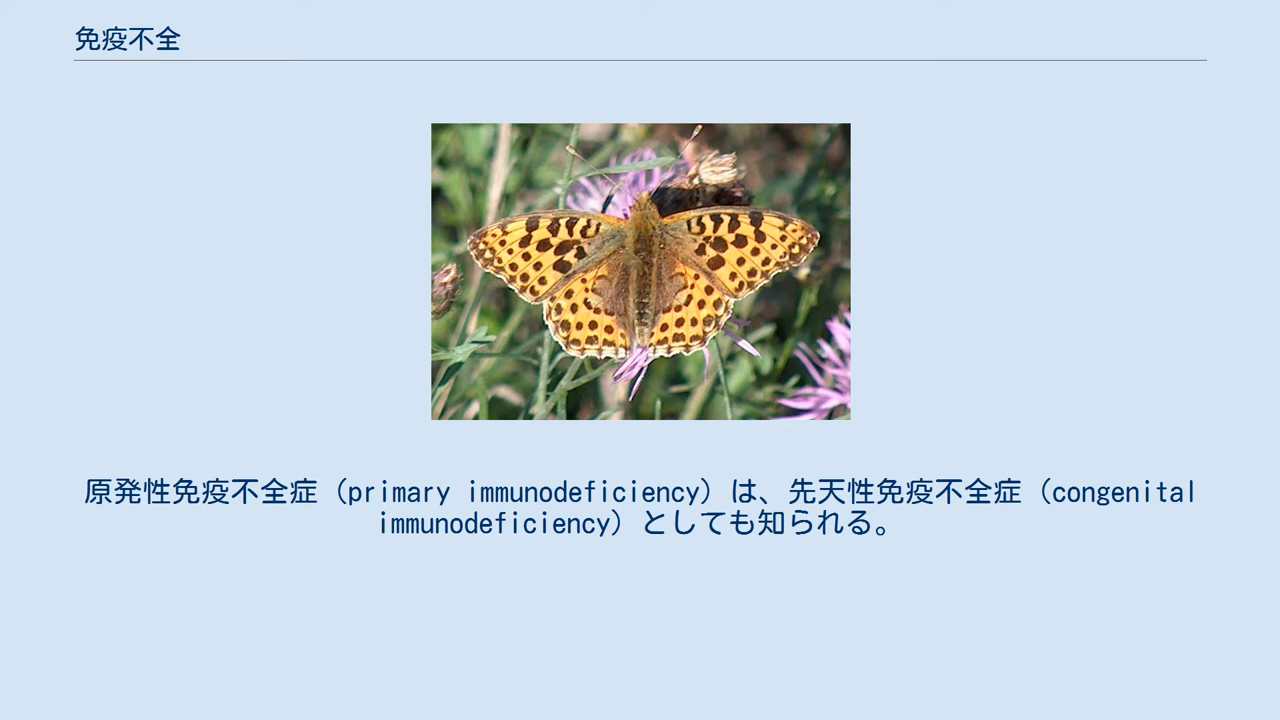 免疫不全
原発性免疫不全症（primary immunodeficiency）は、先天性免疫不全症（congenital
immunodeficiency）としても知られる。